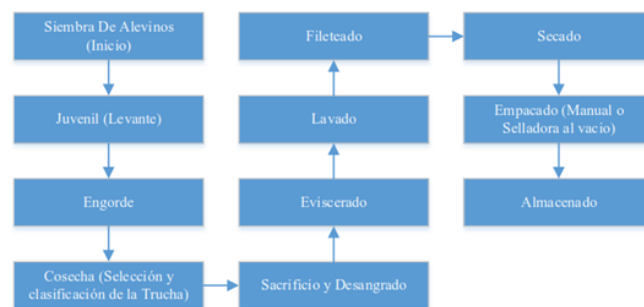 Siembra De Alevinos
(Inicio)
Juvenil (Levante)
Engorde
Cosecha (Selección y
clasificación de la Trucha)
Sacrificio y Desangrado
Eviscerado
Lavado
Fileteado
Secado
Empacado (Manual o
Selladora al vacio)
Almacenado